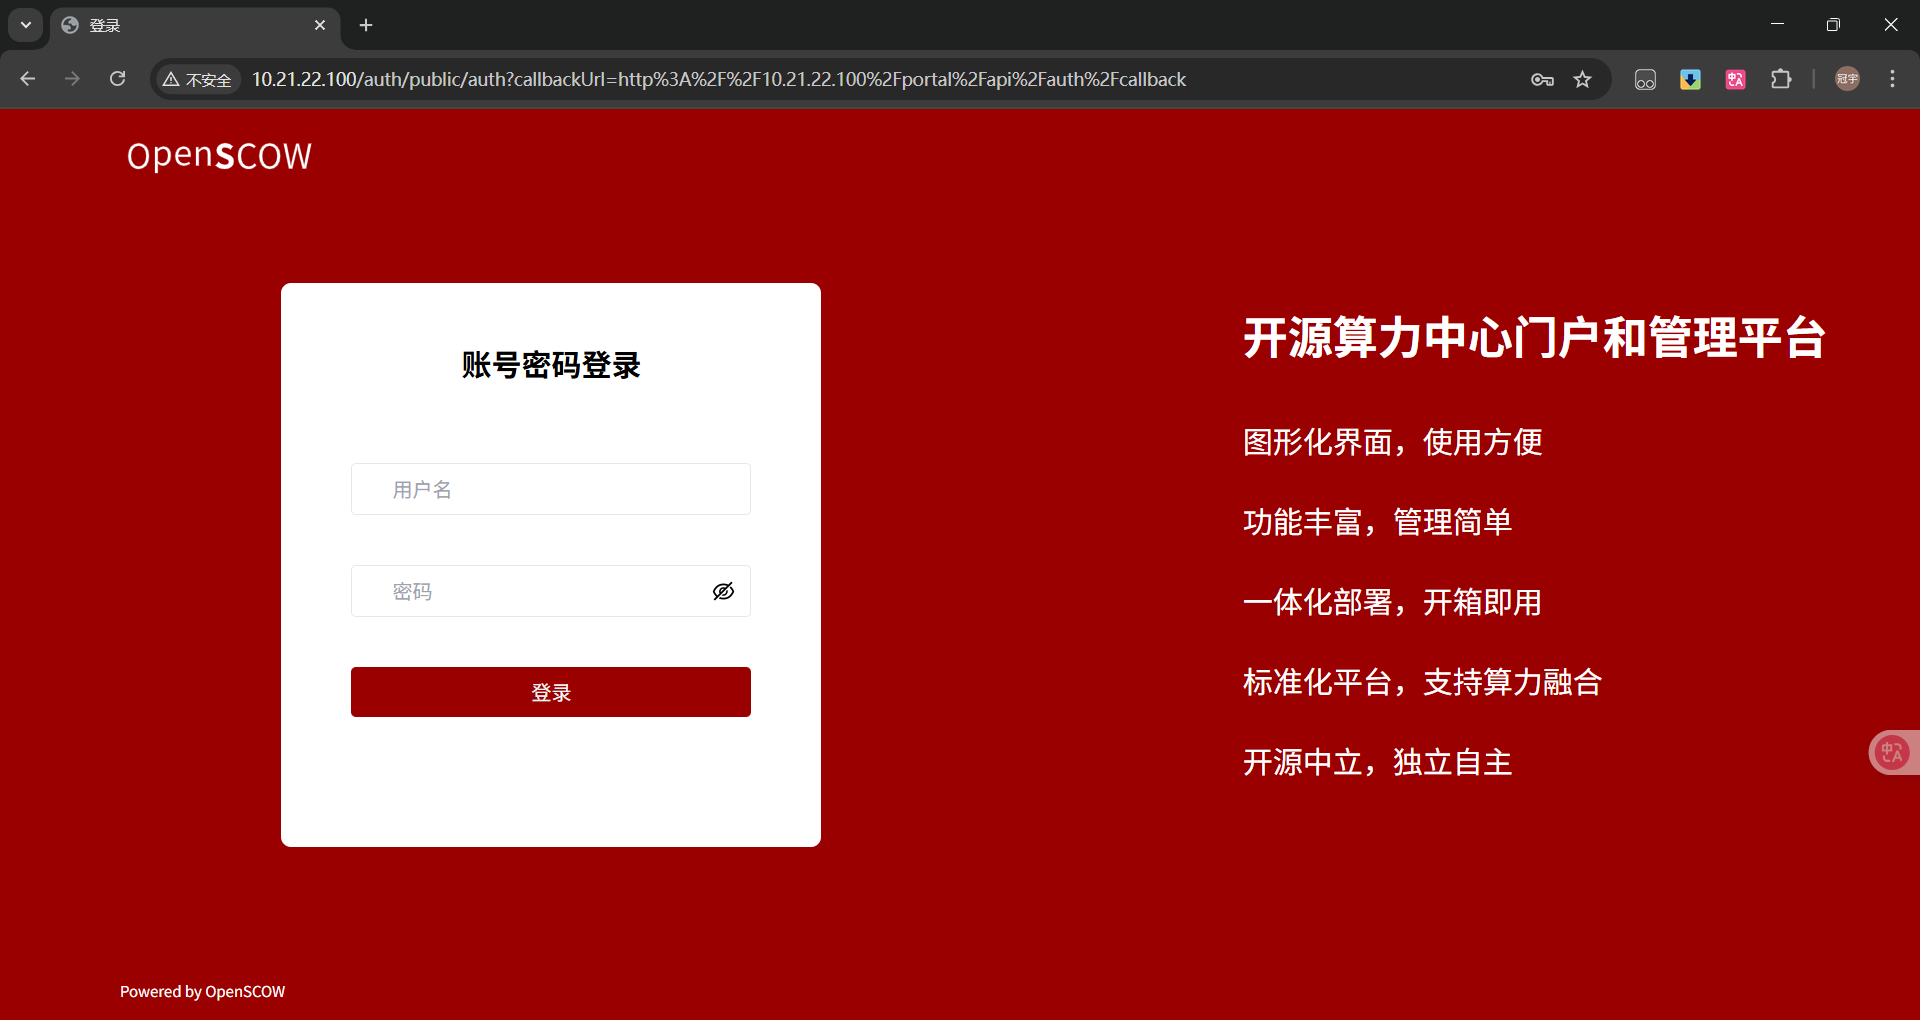 登录
不安全
10.21.22.100/auth/public/auth?callbackUrl=http%3A%2F%2F10.21.22.100%2Fportal%2Fapi%2Fauth%2Fcallback
冠宇
OpenSCOW
账号密码登录
用户名
密码
登录
开源算力中心门户和管理平台
图形化界面，使用方便
功能丰富，管理简单
一体化部署，开箱即用
标准化平台，支持算力融合
开源中立，独立自主
Powered by OpenSCOW